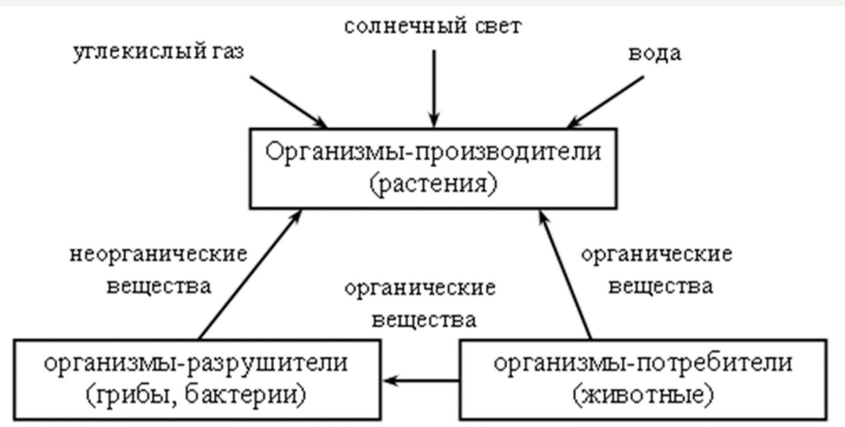 солнечный свет
углекислый газ
вода
Организмы-производители
(растения)
неорганические
вещества
органические
вещества
органические
вещества
организмы-разрушители
(грибы, бактерии)
организмы-потребители
(животные)